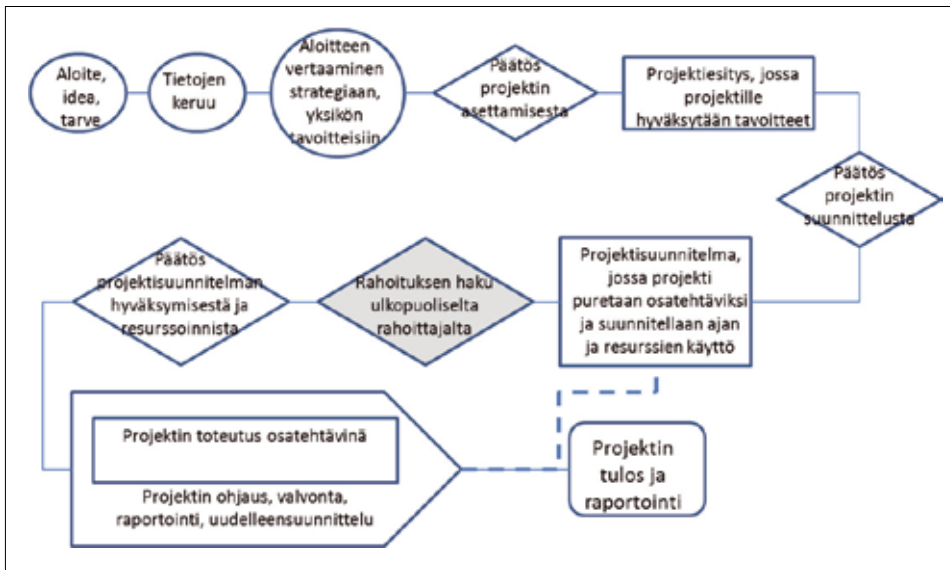 Aloite,
idea,
tarve
Tietojen
keruu
Aloitteen
vertaaminen
strategiaan,
yksikön
tavoitteisiin
Päätös
projektin
asettamisesta
Projektiesitys, jossa
projektille
hyväksytään tavoitteet
Päätös
projektin
suunnittelusta
Projektisuunnitelma,
jossa projekti
puretaan osatehtäviksi
ja suunnitellaan ajan
ja resurssien käyttö
Rahoituksen haku
ulkopuoliselta
rahoittajalta
Päätös
projektisuunnitelman
hyväksymisestä ja
resurssoinnista
Projektin toteutus osatehtävinä
Projektin ohjaus, valvonta,
raportointi, uudelleensuunnittelu
Projektin
tulos ja
raportointi